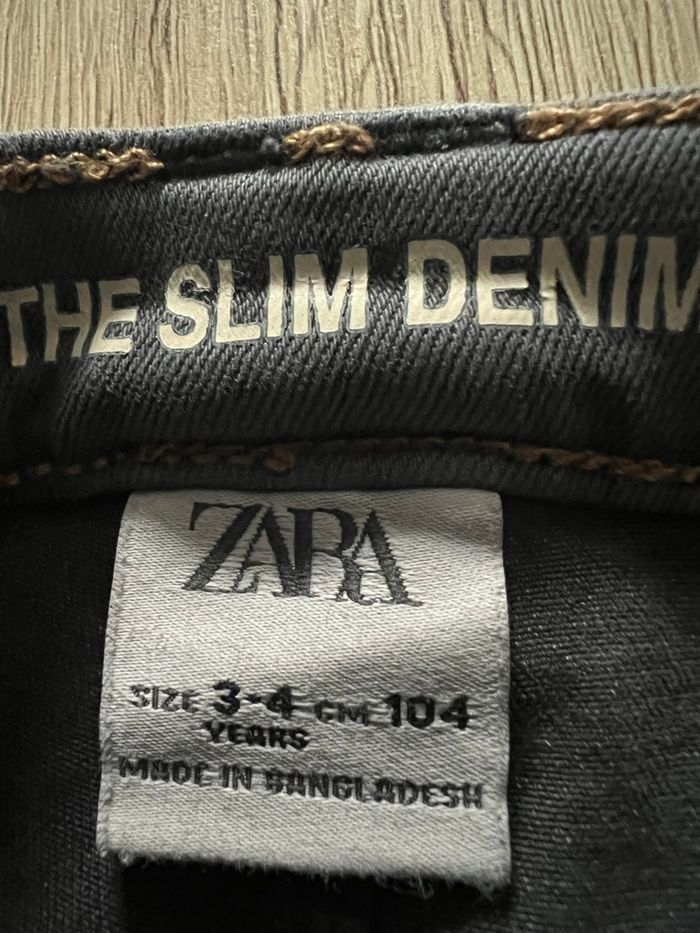 THE SLIM DENIM
ZARA
SIZE 3-4 CM 104
YEARS
MADE IN BANGLADESH